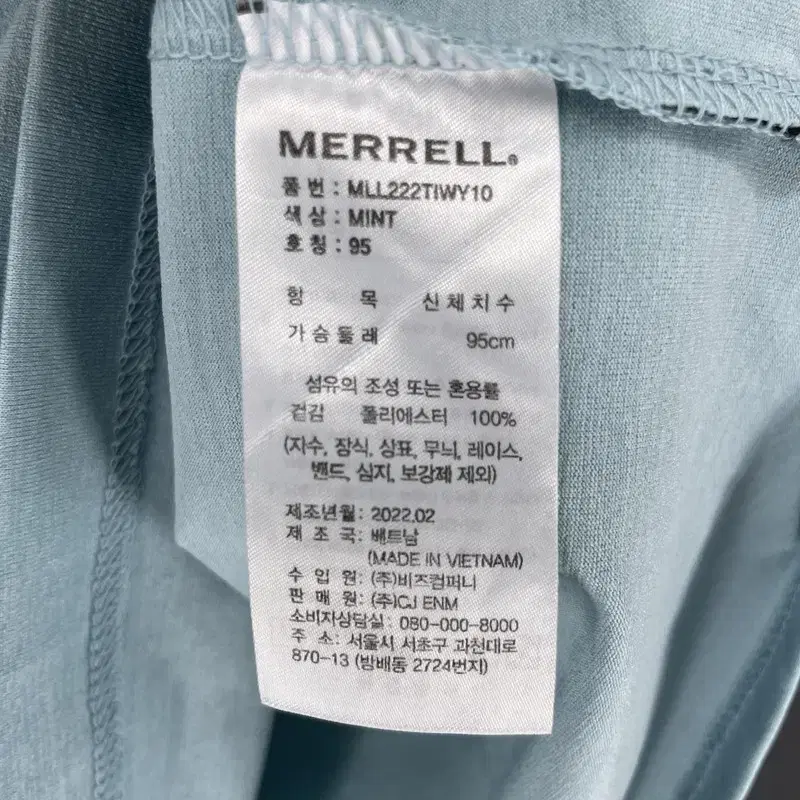 MERRELL®
품 번 : MLL222TIWY10
색 상 : MINT
호 칭 : 95
항 목 신체치수
가슴둘레 95cm
섬유의 조성 또는 혼용률
겉감 폴리에스터 100%
(자수, 장식, 상표, 무늬, 레이스,
밴드, 심지, 보강제 제외)
제조년월: 2022.02
제 조 국: 베트남
(MADE IN VIETNAM)
수 입 원: (주)비즈컴퍼니
판 매 원: (주)CJ ENM
소비자상담실: 080-000-8000
주 소: 서울시 서초구 과천대로
870-13 (방배동 2724번지)